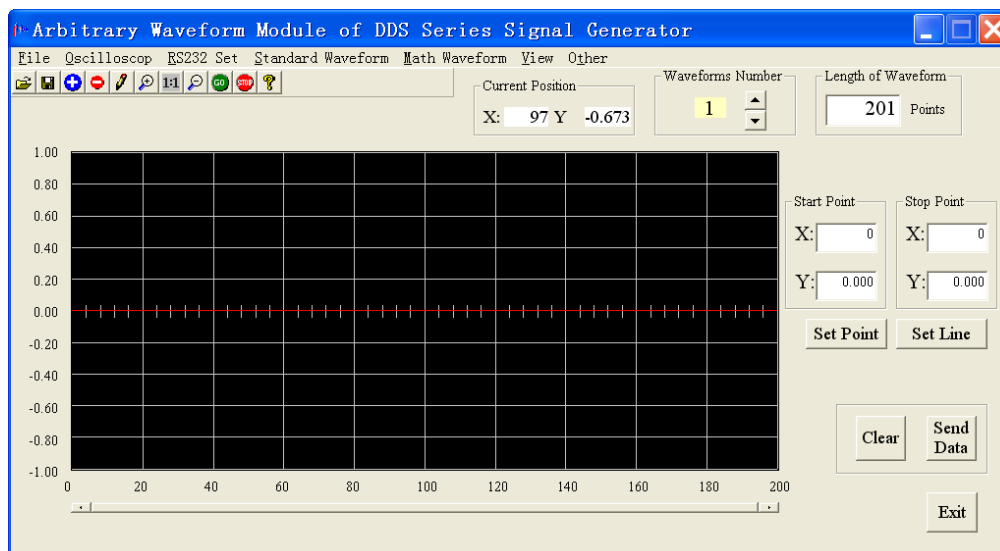 Arbitrary Waveform Module of DDS Series Signal Generator
File Oscilloscop RS232 Set Standard Waveform Math Waveform View Other
1:1 GO STOP ?
Current Position
X: 97 Y -0.673
Waveforms Number
1
Length of Waveform
201 Points
1.00
0.80
0.60
0.40
0.20
0.00
-0.20
-0.40
-0.60
-0.80
-1.00
0 20 40 60 80 100 120 140 160 180 200
Start Point
X: 0
Y: 0.000
Stop Point
X: 0
Y: 0.000
Set Point
Set Line
Clear
Send
Data
Exit